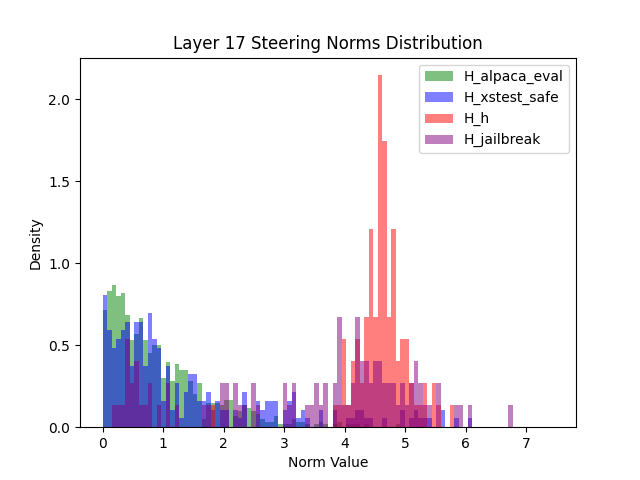 Layer 17 Steering Norms Distribution
H_alpaca_eval
H_xstest_safe
H_h
H_jailbreak
2.0
1.5
1.0
0.5
0.0
Density
0 1 2 3 4 5 6 7
Norm Value